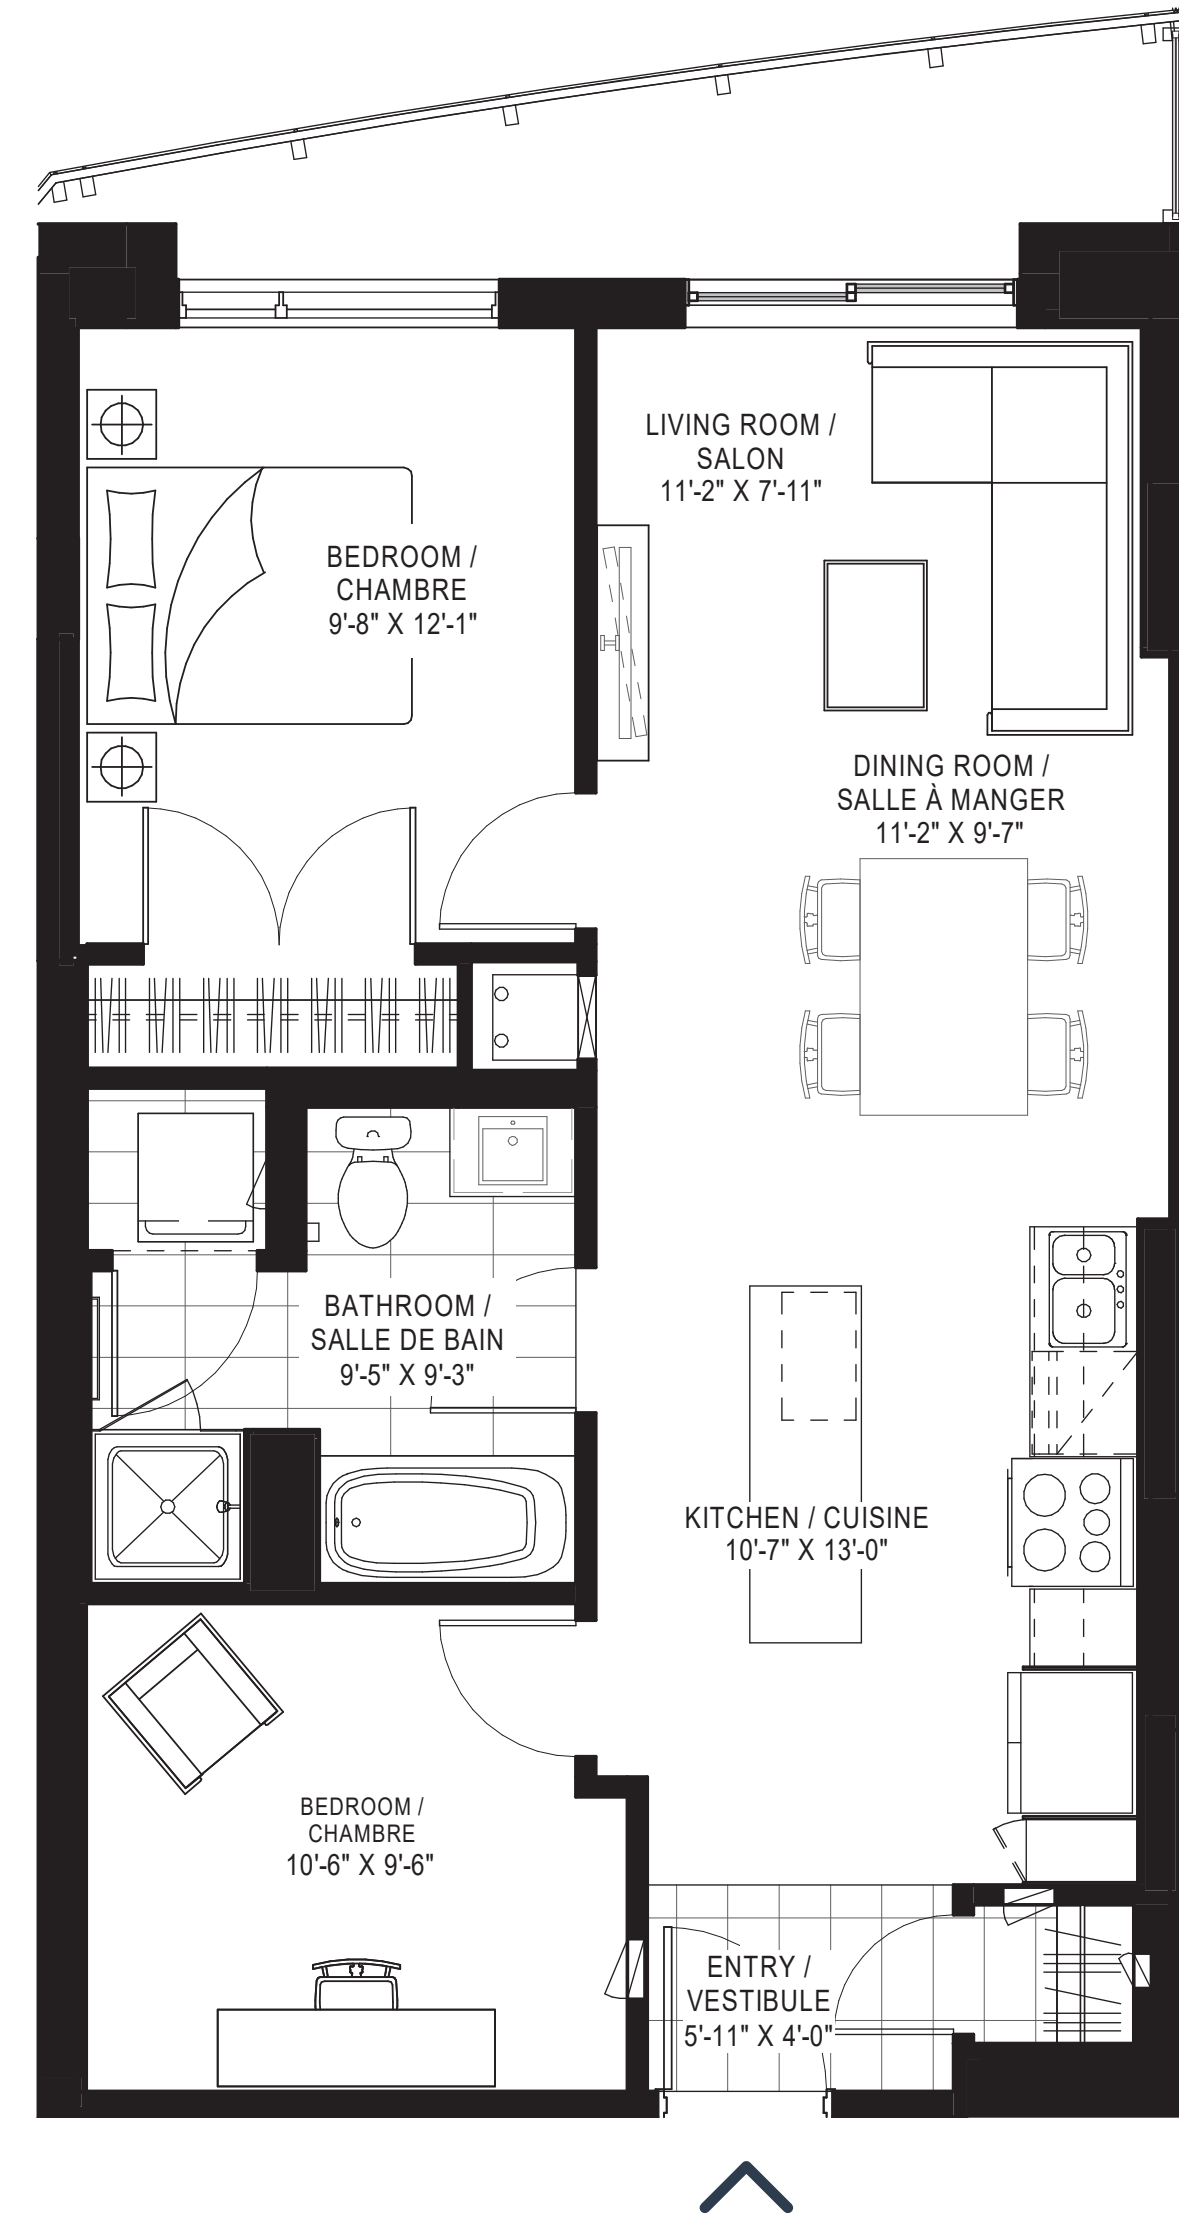 LIVING ROOM /
SALON
11'-2" X 7'-11"
BEDROOM /
CHAMBRE
9'-8" X 12'-1"
DINING ROOM /
SALLE À MANGER
11'-2" X 9'-7"
BATHROOM /
SALLE DE BAIN
9'-5" X 9'-3"
KITCHEN / CUISINE
10'-7" X 13'-0"
BEDROOM /
CHAMBRE
10'-6" X 9'-6"
ENTRY /
VESTIBULE
5'-11" X 4'-0"